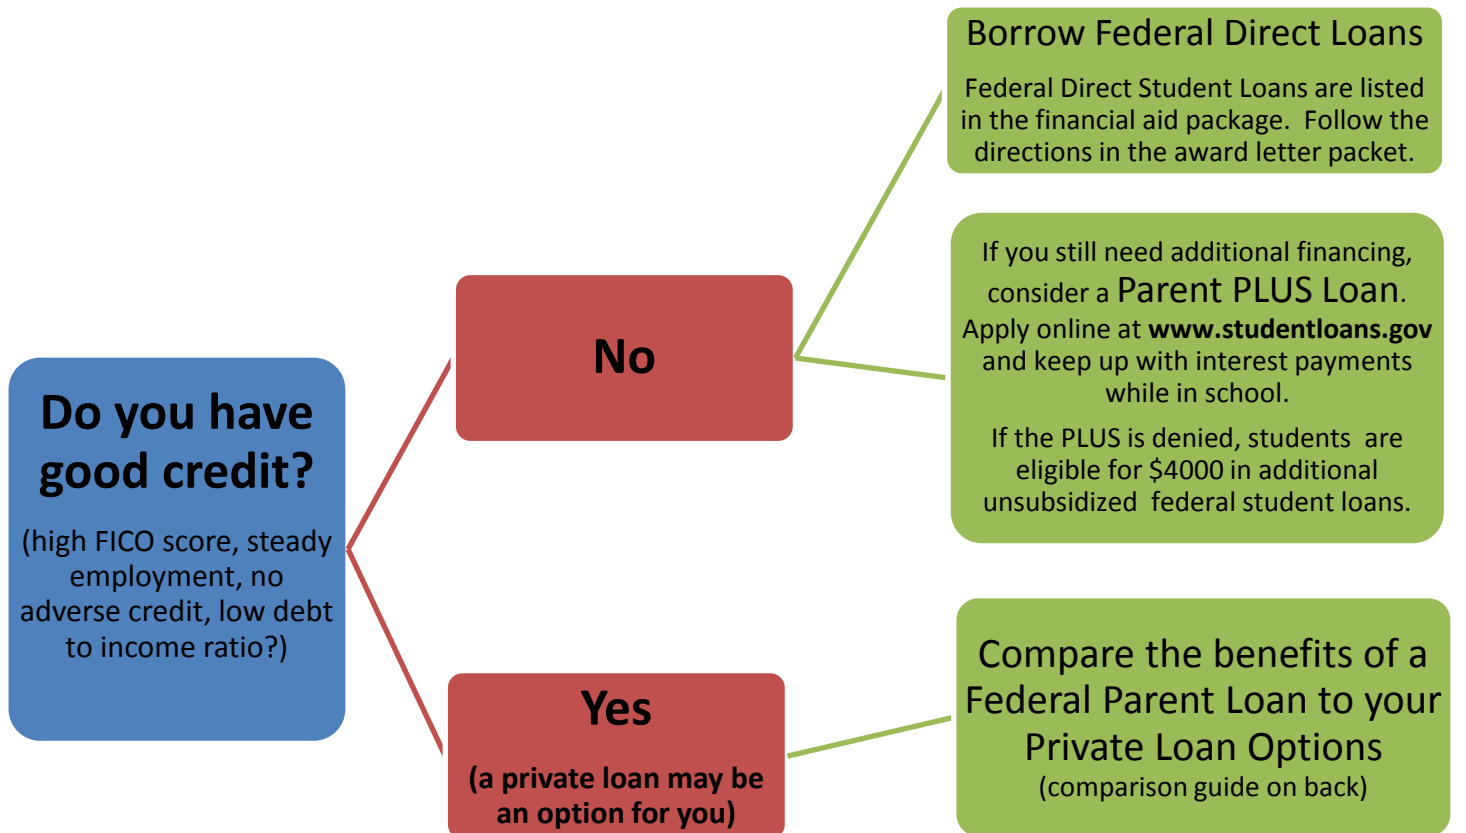 Do you have
good credit?
(high FICO score, steady
employment, no
adverse credit, low debt
to income ratio?)
No
Borrow Federal Direct Loans
Federal Direct Student Loans are listed
in the financial aid package.  Follow the
directions in the award letter packet.
If you still need additional financing,
consider a Parent PLUS Loan.
Apply online at www.studentloans.gov
and keep up with interest payments
while in school.
If the PLUS is denied, students  are
eligible for $4000 in additional
unsubsidized  federal student loans.
Yes
(a private loan may be
an option for you)
Compare the benefits of a
Federal Parent Loan to your
Private Loan Options
(comparison guide on back)